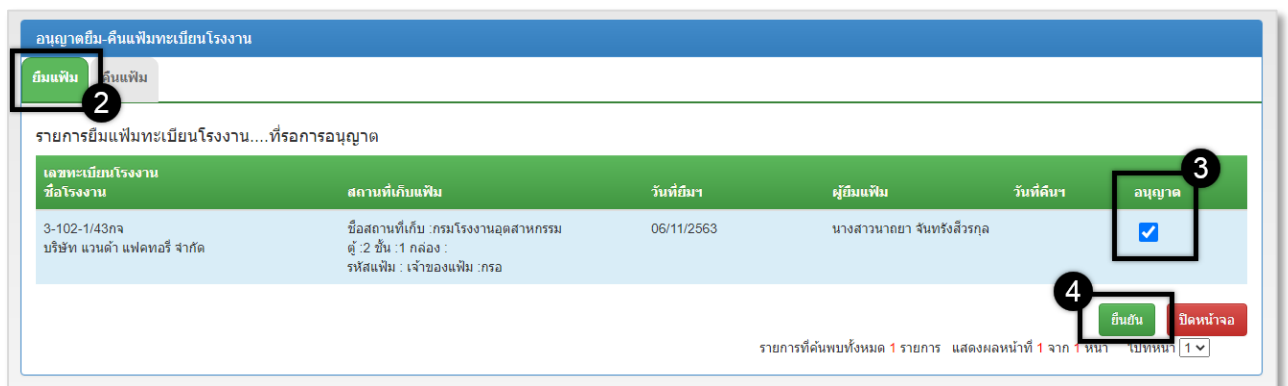 อนุญาตยืม-คืนแฟ้มทะเบียนโรงงาน
ยืมแฟ้ม คืนแฟ้ม
2
รายการยืมแฟ้มทะเบียนโรงงาน....ที่รอการอนุญาต
3
เลขทะเบียนโรงงาน
ชื่อโรงงาน สถานที่เก็บแฟ้ม วันที่ยืมฯ ผู้ยืมแฟ้ม วันที่คืนฯ อนุญาต
3-102-1/43กจ ชื่อสถานที่เก็บ :กรมโรงงานอุตสาหกรรม 06/11/2563 นางสาวนาถยา จันทรังสีวรกุล
บริษัท แวนด้า แฟคทอรี่ จำกัด ตู้ :2 ชั้น :1 กล่อง :
รหัสแฟ้ม : เจ้าของแฟ้ม :กรอ
4
ยืนยัน ปิดหน้าจอ
รายการที่ค้นพบทั้งหมด 1 รายการ แสดงผลหน้าที่ 1 จาก 1 หน้า ไปที่หน้า 1